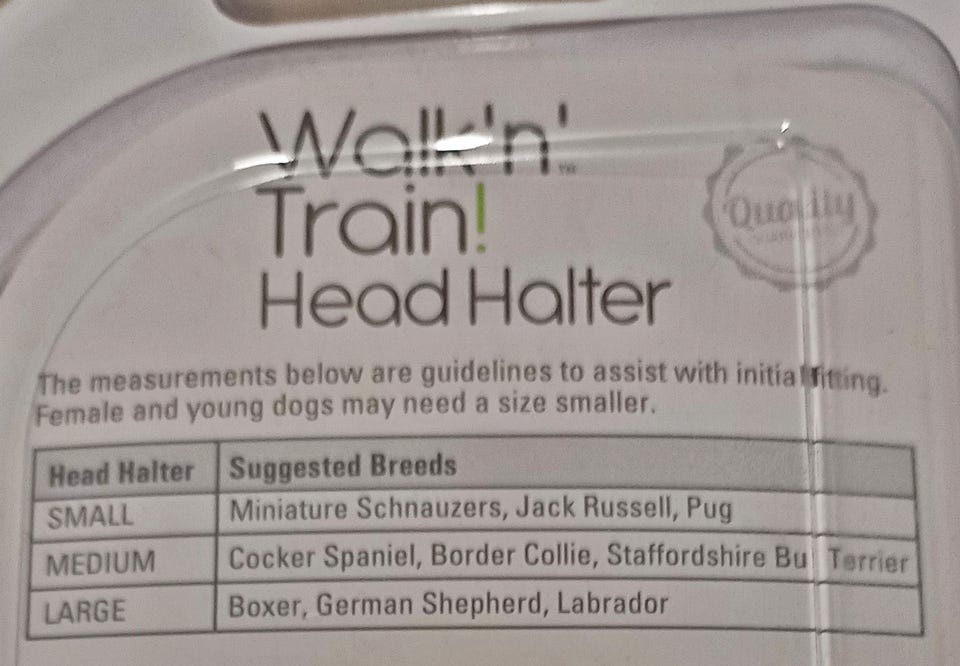 Walk'n'™
Train!
Head Halter
Quality
The measurements below are guidelines to assist with initial fitting.
Female and young dogs may need a size smaller.
Head Halter Suggested Breeds
SMALL Miniature Schnauzers, Jack Russell, Pug
MEDIUM Cocker Spaniel, Border Collie, Staffordshire Bu Terrier
LARGE Boxer, German Shepherd, Labrador